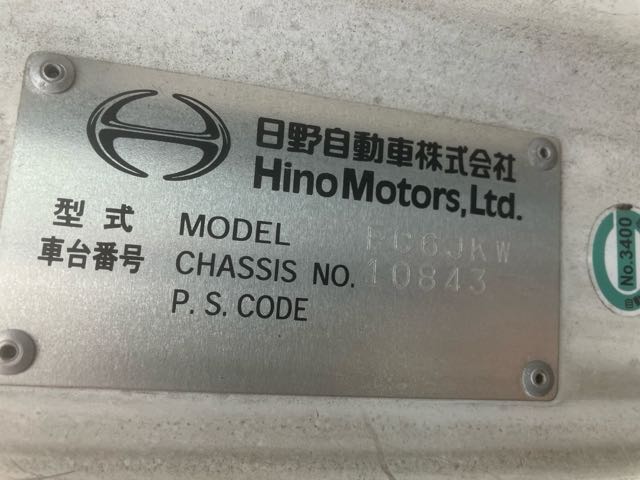 日野自動車株式会社
Hino Motors, Ltd.
型式 MODEL FC6JKW
車台番号 CHASSIS NO. 10843
P. S. CODE
No.3400